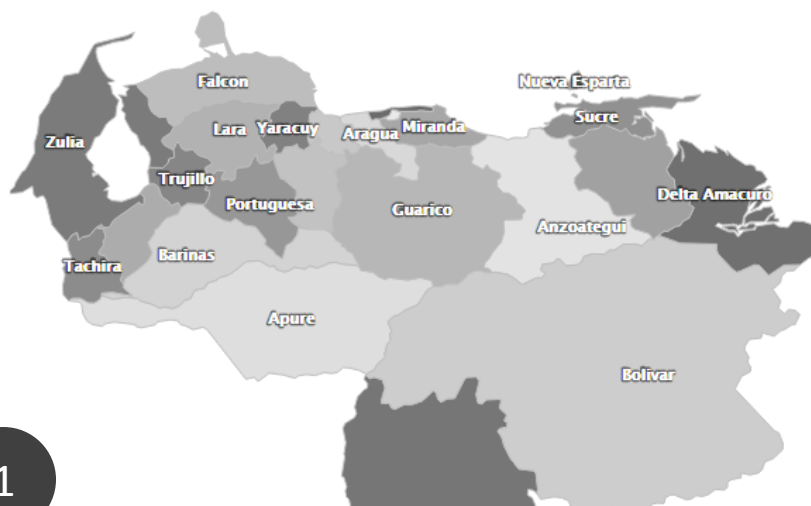 Falcon
Nueva Esparta
Zulia
Lara
Yaracuy
Aragua
Miranda
Sucre
Trujillo
Portuguesa
Guarico
Delta Amacuro
Anzoategui
Tachira
Barinas
Apure
Bolivar
1